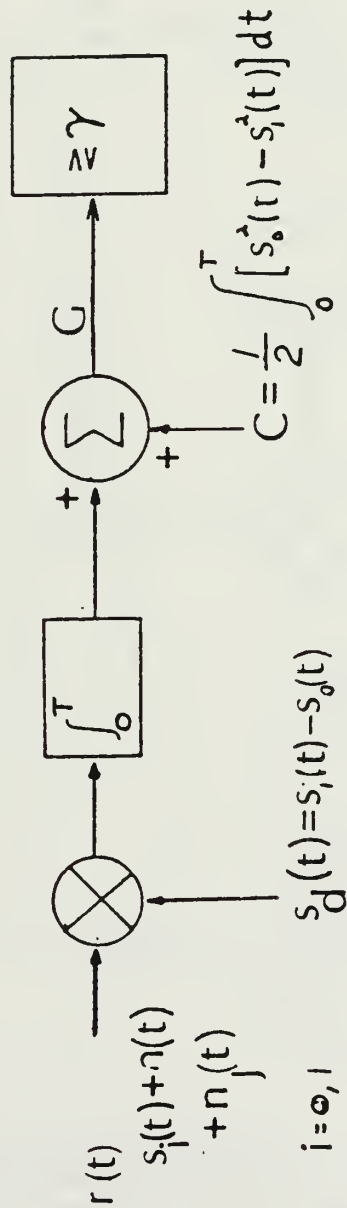 r(t)
s_i(t)+n(t)
+n_j(t)
i=0,1
s_d(t)=s_1(t)-s_0(t)
∫_0^T
+
Σ
+
C=1/2 ∫_0^T [s_0^2(t)-s_1^2(t)]dt
G
≥γ